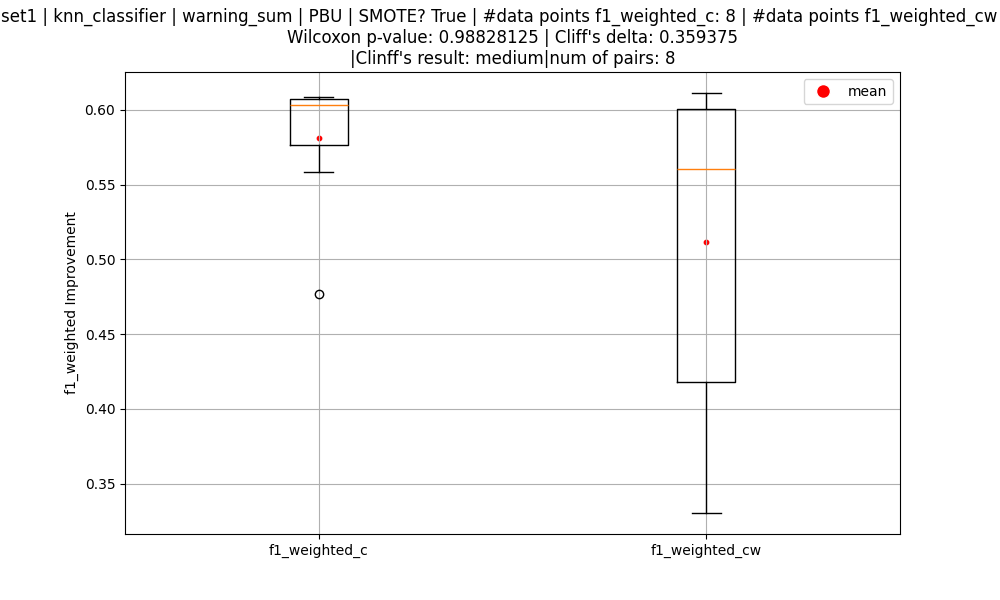 set1 | knn_classifier | warning_sum | PBU | SMOTE? True | #data points f1_weighted_c: 8 | #data points f1_weighted_cw
Wilcoxon p-value: 0.98828125 | Cliff's delta: 0.359375
|Clinff's result: medium|num of pairs: 8
mean
0.60
0.55
0.50
0.45
0.40
0.35
f1_weighted Improvement
f1_weighted_c
f1_weighted_cw